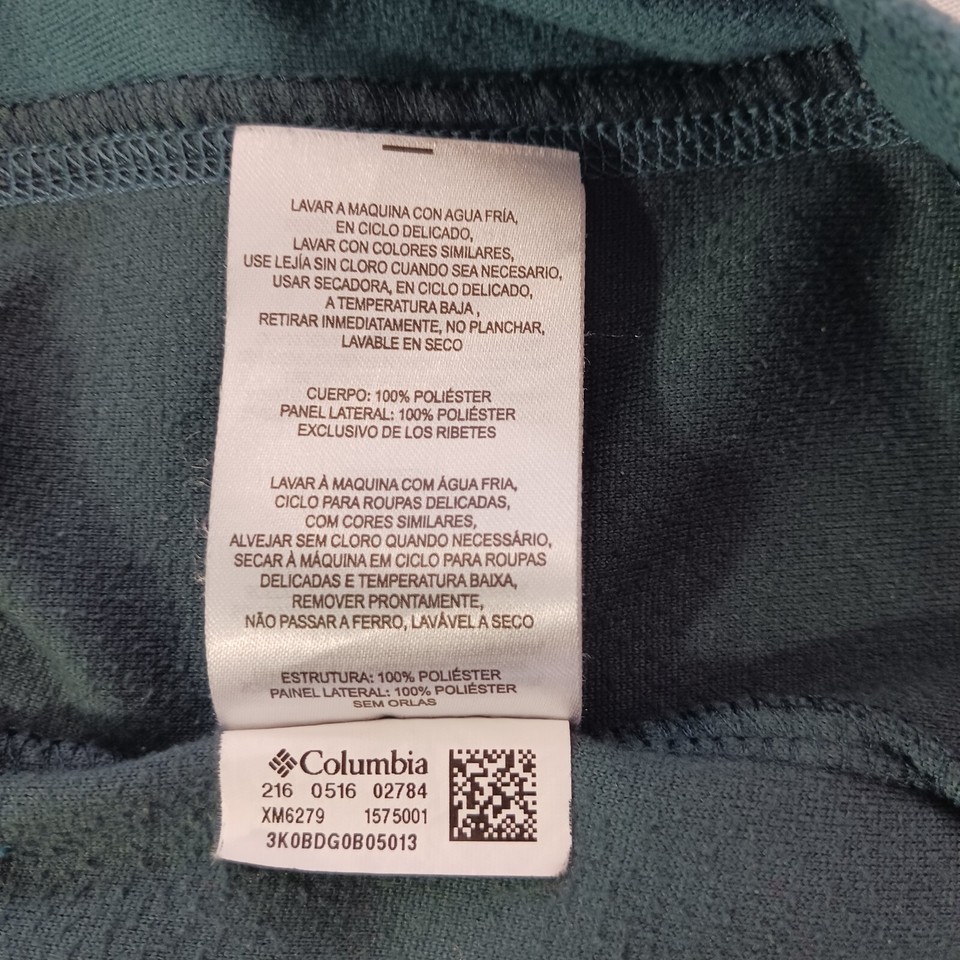 LAVAR A MAQUINA CON AGUA FRÍA,
EN CICLO DELICADO,
LAVAR CON COLORES SIMILARES,
USE LEJÍA SIN CLORO CUANDO SEA NECESARIO,
USAR SECADORA, EN CICLO DELICADO,
A TEMPERATURA BAJA ,
RETIRAR INMEDIATAMENTE, NO PLANCHAR,
LAVABLE EN SECO
CUERPO: 100% POLIÉSTER
PANEL LATERAL: 100% POLIÉSTER
EXCLUSIVO DE LOS RIBETES
LAVAR À MAQUINA COM ÁGUA FRIA,
CICLO PARA ROUPAS DELICADAS,
COM CORES SIMILARES,
ALVEJAR SEM CLORO QUANDO NECESSÁRIO,
SECAR À MÁQUINA EM CICLO PARA ROUPAS
DELICADAS E TEMPERATURA BAIXA,
REMOVER PRONTAMENTE,
NÃO PASSAR A FERRO, LAVÁVEL A SECO
ESTRUTURA: 100% POLIÉSTER
PAINEL LATERAL: 100% POLIÉSTER
SEM ORLAS
Columbia
216 0516 02784
XM6279 1575001
3K0BDG0B05013